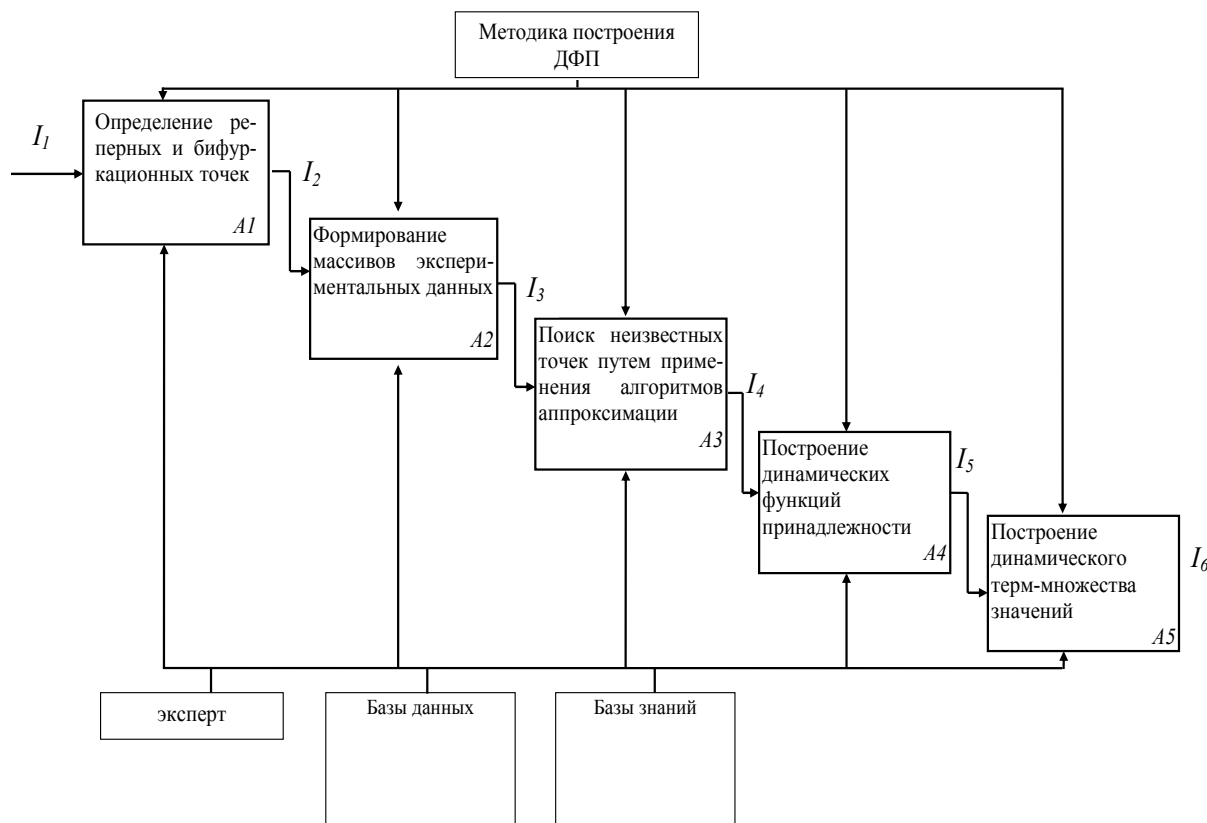 Методика построения
ДФП
I1
Определение ре-
перных и бифур-
кационных точек
A1
I2
Формирование
массивов экспери-
ментальных данных
A2
I3
Поиск неизвестных
точек путем приме-
нения алгоритмов
аппроксимации
A3
I4
Построение
динамических
функций
принадлежности
A4
I5
Построение
динамического
терм-множества
значений
A5
I6
эксперт
Базы данных
Базы знаний